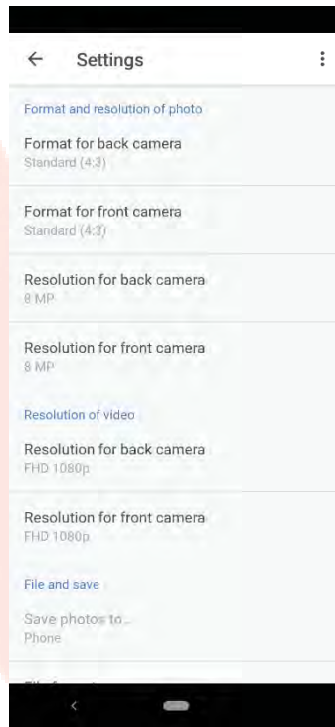 Settings
Format and resolution of photo
Format for back camera
Standard (4:3)
Format for front camera
Standard (4:3)
Resolution for back camera
8 MP
Resolution for front camera
8 MP
Resolution of video
Resolution for back camera
FHD 1080p
Resolution for front camera
FHD 1080p
File and save
Save photos to...
Phone